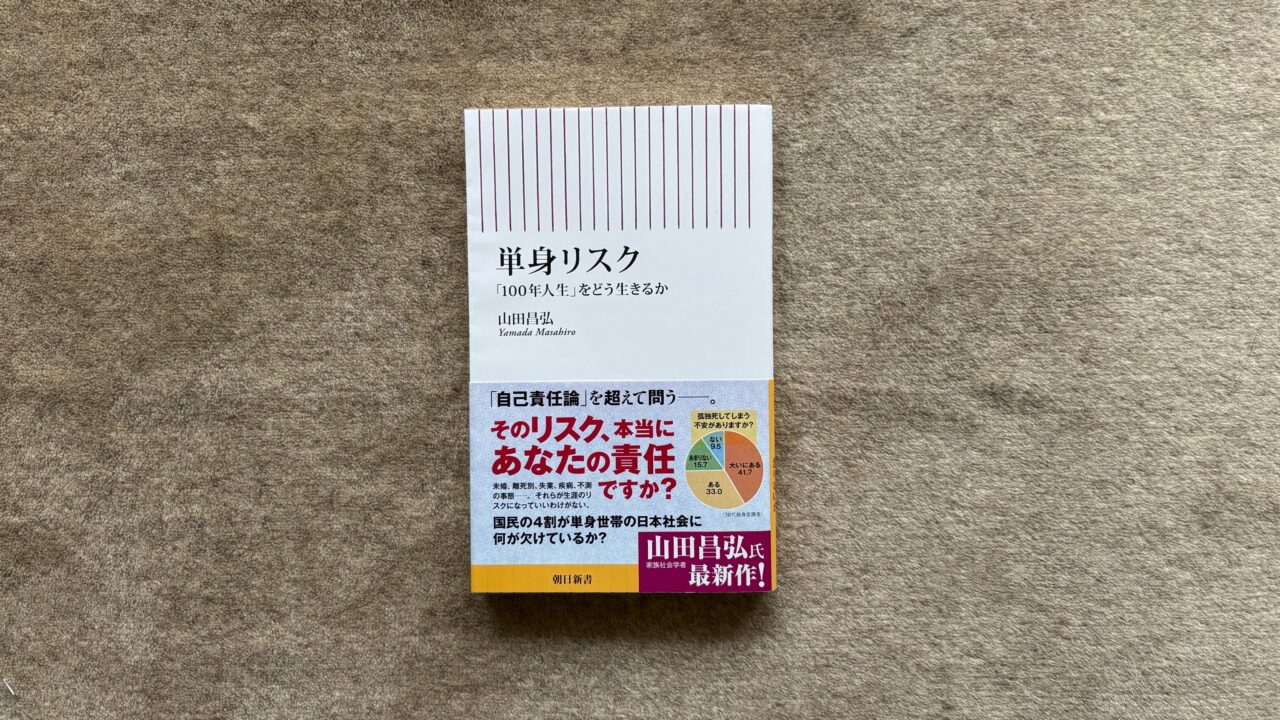 単身リスク
「100年人生」をどう生きるか
山田昌弘
Yamada Masahiro
「自己責任論」を超えて問う——。
そのリスク、本当に
あなたの責任
ですか?
未婚、離死別、失業、疾病、不測
の事態——。それらが生涯のリ
スクになっていいわけがない。
国民の4割が単身世帯の日本社会に
何が欠けているか?
孤独死してしまう
不安がありますか?
ない
9.5
あまりない
15.7
大いにある
41.7
ある
33.0
山田昌弘氏
家族社会学者
最新作!
朝日新書